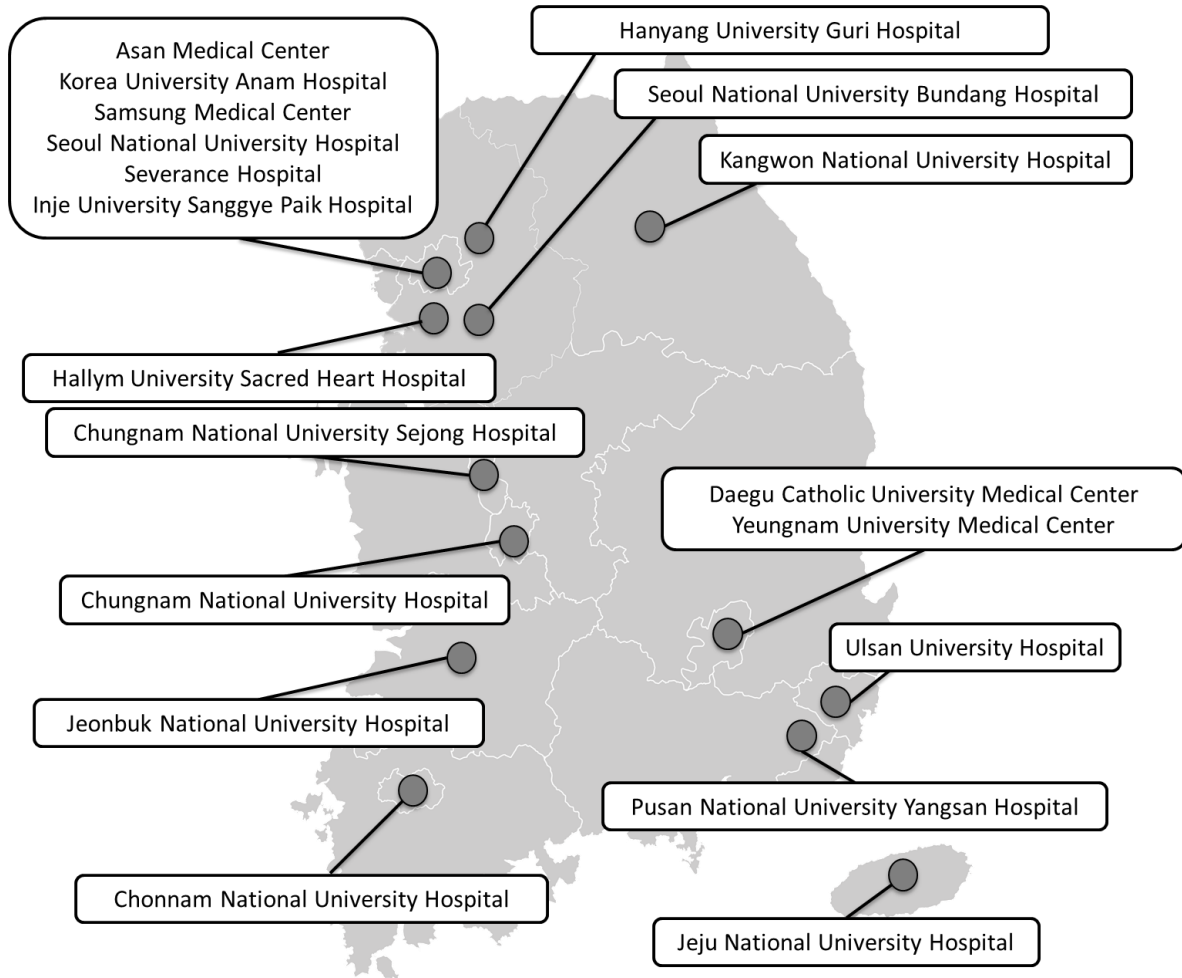 Hanyang University Guri Hospital
Asan Medical Center
Korea University Anam Hospital
Samsung Medical Center
Seoul National University Hospital
Severance Hospital
Inje University Sanggye Paik Hospital
Seoul National University Bundang Hospital
Kangwon National University Hospital
Hallym University Sacred Heart Hospital
Chungnam National University Sejong Hospital
Daegu Catholic University Medical Center
Yeungnam University Medical Center
Chungnam National University Hospital
Ulsan University Hospital
Jeonbuk National University Hospital
Pusan National University Yangsan Hospital
Chonnam National University Hospital
Jeju National University Hospital